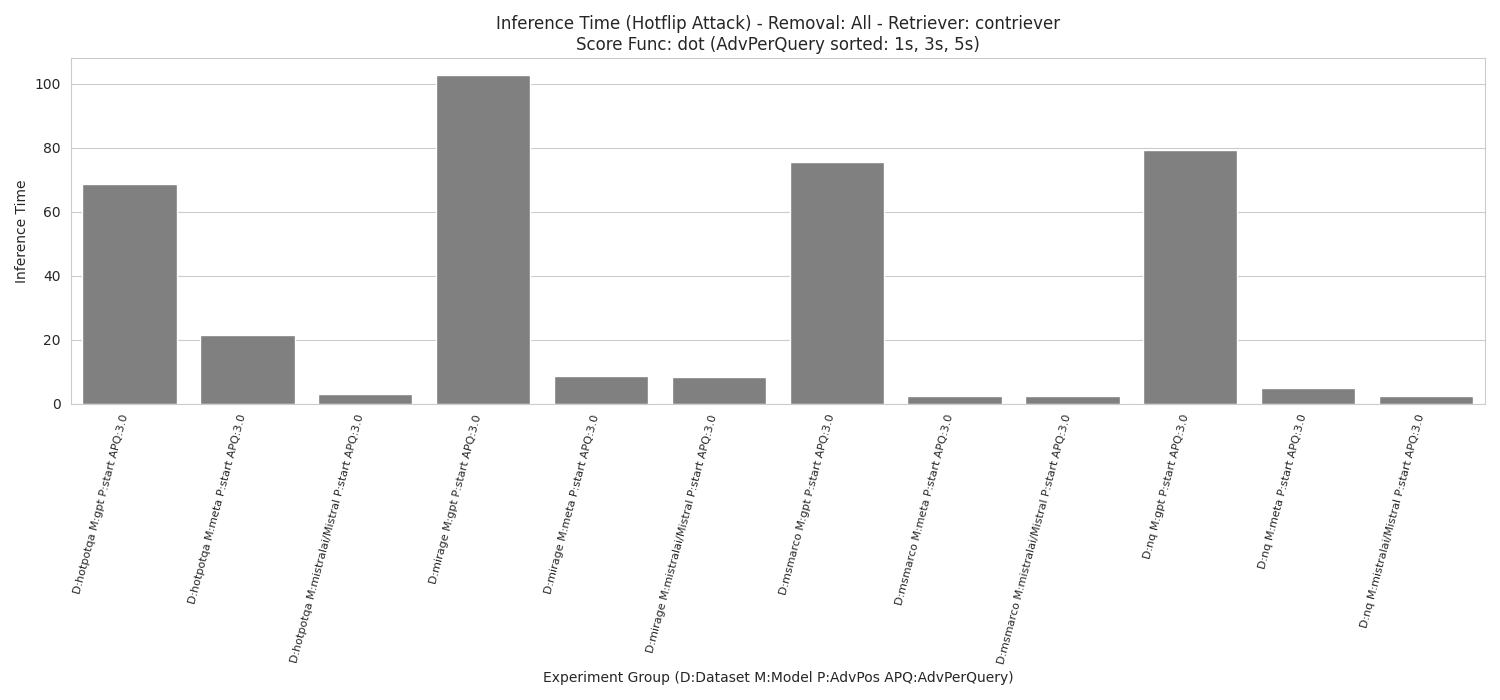 Inference Time (Hotflip Attack) - Removal: All - Retriever: contriever
Score Func: dot (AdvPerQuery sorted: 1s, 3s, 5s)
Inference Time
100
80
60
40
20
0
D:hotpotqa M:gpt P:start APQ:3.0
D:hotpotqa M:meta P:start APQ:3.0
D:hotpotqa M:mistralai/Mistral P:start APQ:3.0
D:mirage M:gpt P:start APQ:3.0
D:mirage M:meta P:start APQ:3.0
D:mirage M:mistralai/Mistral P:start APQ:3.0
D:msmarco M:gpt P:start APQ:3.0
D:msmarco M:meta P:start APQ:3.0
D:msmarco M:mistralai/Mistral P:start APQ:3.0
D:nq M:gpt P:start APQ:3.0
D:nq M:meta P:start APQ:3.0
D:nq M:mistralai/Mistral P:start APQ:3.0
Experiment Group (D:Dataset M:Model P:AdvPos APQ:AdvPerQuery)